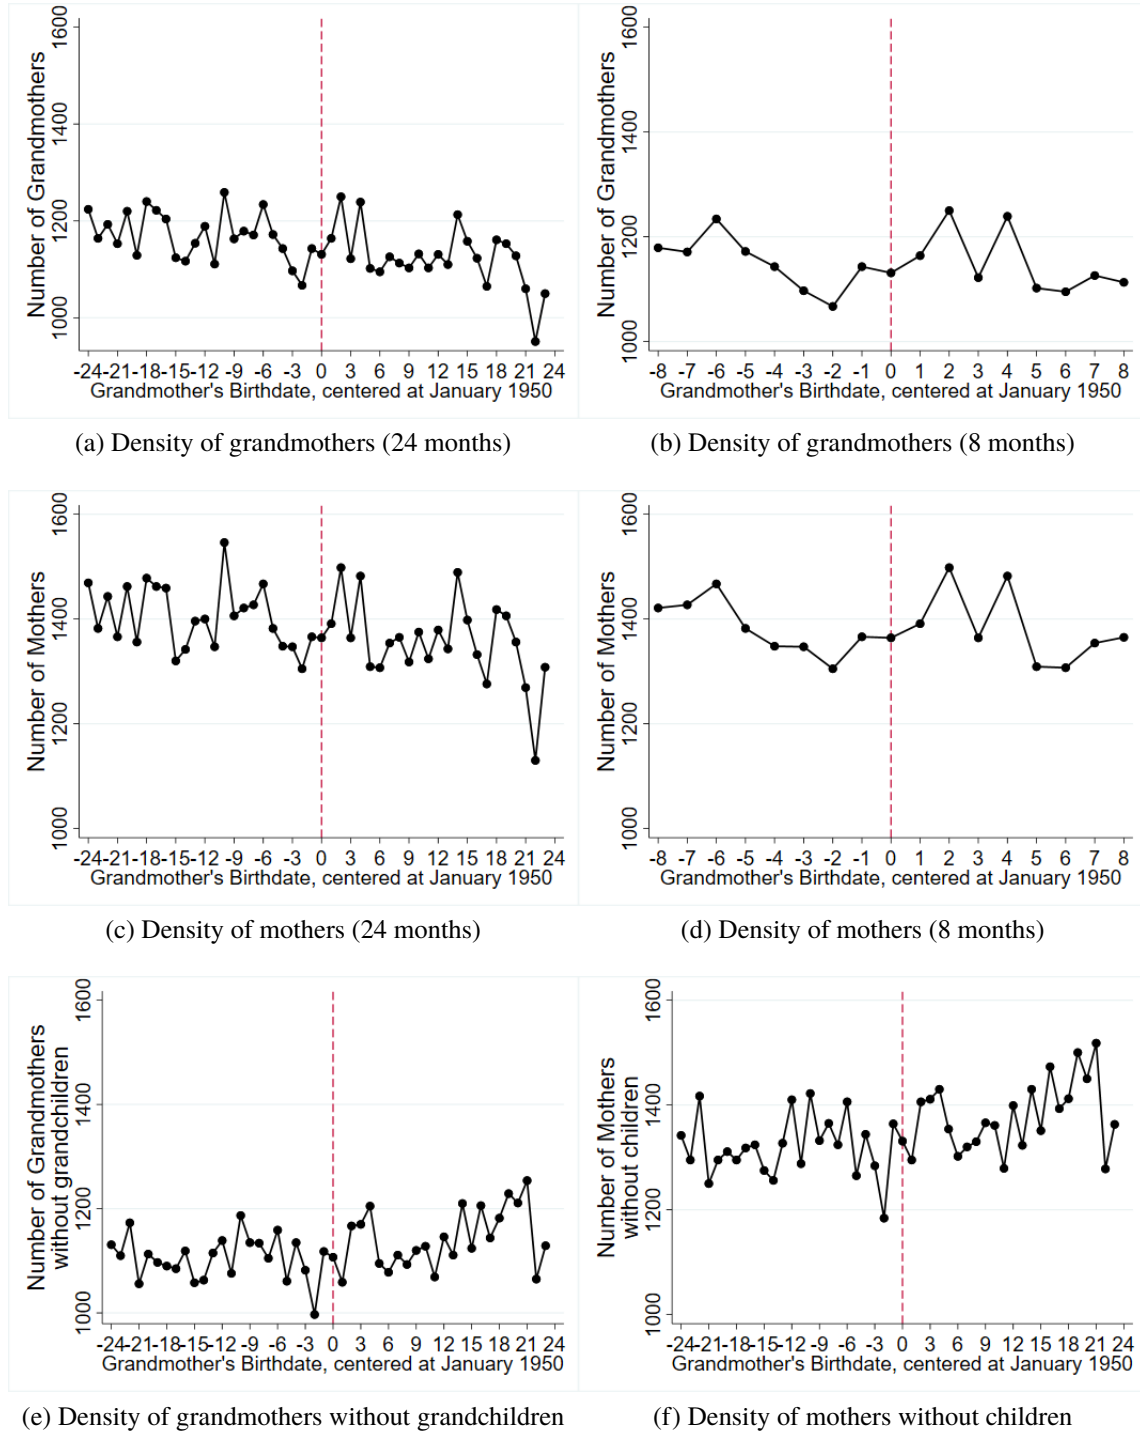 Number of Grandmothers
1600
1400
1200
1000
-24 -21 -18 -15 -12 -9 -6 -3 0 3 6 9 12 15 18 21 24
Grandmother's Birthdate, centered at January 1950
(a) Density of grandmothers (24 months)
Number of Grandmothers
1600
1400
1200
1000
-8 -7 -6 -5 -4 -3 -2 -1 0 1 2 3 4 5 6 7 8
Grandmother's Birthdate, centered at January 1950
(b) Density of grandmothers (8 months)
Number of Mothers
1600
1400
1200
1000
-24 -21 -18 -15 -12 -9 -6 -3 0 3 6 9 12 15 18 21 24
Grandmother's Birthdate, centered at January 1950
(c) Density of mothers (24 months)
Number of Mothers
1600
1400
1200
1000
-8 -7 -6 -5 -4 -3 -2 -1 0 1 2 3 4 5 6 7 8
Grandmother's Birthdate, centered at January 1950
(d) Density of mothers (8 months)
Number of Grandmothers
without grandchildren
1600
1400
1200
1000
-24 -21 -18 -15 -12 -9 -6 -3 0 3 6 9 12 15 18 21 24
Grandmother's Birthdate, centered at January 1950
(e) Density of grandmothers without grandchildren
Number of Mothers
without children
1600
1400
1200
1000
-24 -21 -18 -15 -12 -9 -6 -3 0 3 6 9 12 15 18 21 24
Grandmother's Birthdate, centered at January 1950
(f) Density of mothers without children